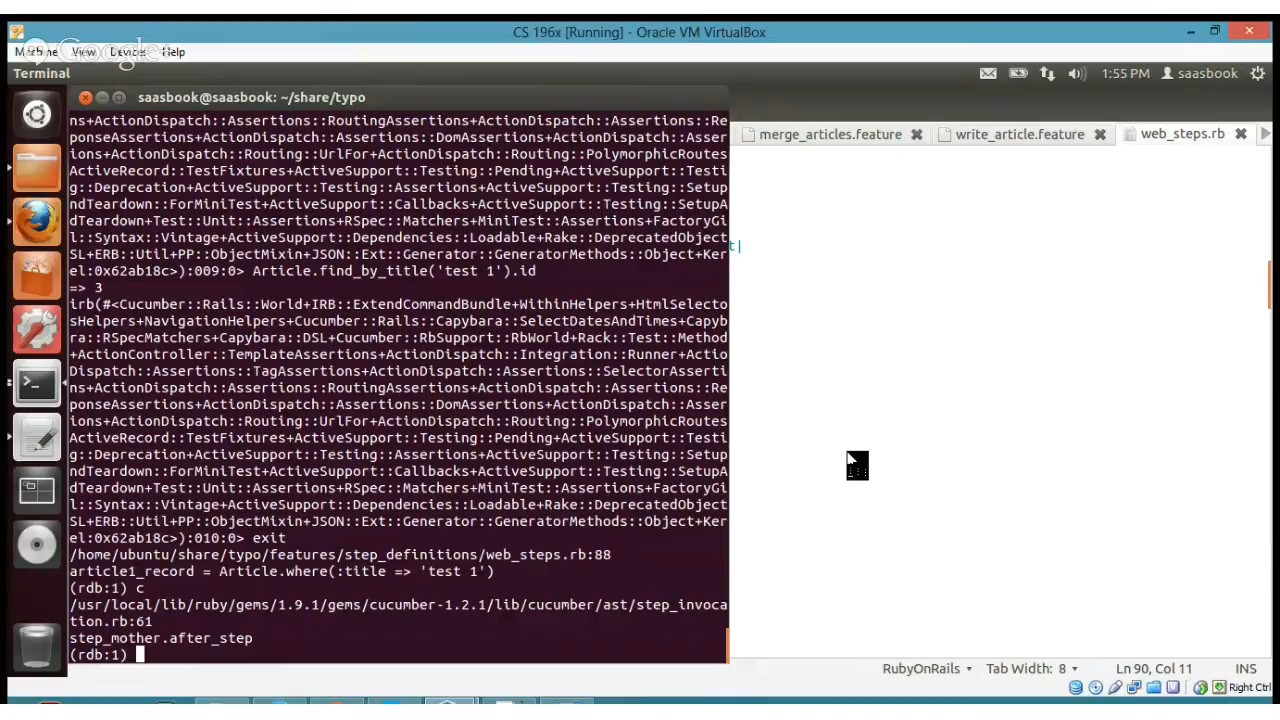 CS 196x [Running] - Oracle VM VirtualBox
Machine View Devices Help
Google
Terminal
1:55 PM saasbook
saasbook@saasbook: ~/share/typo
merge_articles.feature write_article.feature web_steps.rb
ns+ActionDispatch::Assertions::RoutingAssertions+ActionDispatch::Assertions::Re
ponseAssertions+ActionDispatch::Assertions::DomAssertions+ActionDispatch::Asser
ions+ActionDispatch::Routing::UrlFor+ActionDispatch::Routing::PolymorphicRoutes
ActiveRecord::TestFixtures+ActiveSupport::Testing::Pending+ActiveSupport::Testi
g::Deprecation+ActiveSupport::Testing::Assertions+ActiveSupport::Testing::Setup
ndTeardown::ForMiniTest+ActiveSupport::Callbacks+ActiveSupport::Testing::SetupA
dTeardown+Test::Unit::Assertions+RSpec::Matchers+MiniTest::Assertions+FactoryGi
l::Syntax::Vintage+ActiveSupport::Dependencies::Loadable+Rake::DeprecatedObject
SL+ERB::Util+PP::ObjectMixin+JSON::Ext::Generator::GeneratorMethods::Object+Ker
el:0x62ab18c>):009:0> Article.find_by_title('test 1').id
=> 3
irb(#<Cucumber::Rails::World+IRB::ExtendCommandBundle+WithinHelpers+HtmlSelecto
sHelpers+NavigationHelpers+Cucumber::Rails::Capybara::SelectDatesAndTimes+Capyb
ra::RSpecMatchers+Capybara::DSL+Cucumber::RbSupport::RbWorld+Rack::Test::Method
+ActionController::TemplateAssertions+ActionDispatch::Integration::Runner+Actio
Dispatch::Assertions::TagAssertions+ActionDispatch::Assertions::SelectorAsserti
ns+ActionDispatch::Assertions::RoutingAssertions+ActionDispatch::Assertions::Re
ponseAssertions+ActionDispatch::Assertions::DomAssertions+ActionDispatch::Asser
ions+ActionDispatch::Routing::UrlFor+ActionDispatch::Routing::PolymorphicRoutes
ActiveRecord::TestFixtures+ActiveSupport::Testing::Pending+ActiveSupport::Testi
g::Deprecation+ActiveSupport::Testing::Assertions+ActiveSupport::Testing::Setup
ndTeardown::ForMiniTest+ActiveSupport::Callbacks+ActiveSupport::Testing::SetupA
dTeardown+Test::Unit::Assertions+RSpec::Matchers+MiniTest::Assertions+FactoryGi
l::Syntax::Vintage+ActiveSupport::Dependencies::Loadable+Rake::DeprecatedObject
SL+ERB::Util+PP::ObjectMixin+JSON::Ext::Generator::GeneratorMethods::Object+Ker
el:0x62ab18c>):010:0> exit
/home/ubuntu/share/typo/features/step_definitions/web_steps.rb:88
article1_record = Article.where(:title => 'test 1')
(rdb:1) c
/usr/local/lib/ruby/gems/1.9.1/gems/cucumber-1.2.1/lib/cucumber/ast/step_invoca
tion.rb:61
step_mother.after_step
(rdb:1)
t|
RubyOnRails Tab Width: 8 Ln 90, Col 11 INS
Right Ctrl